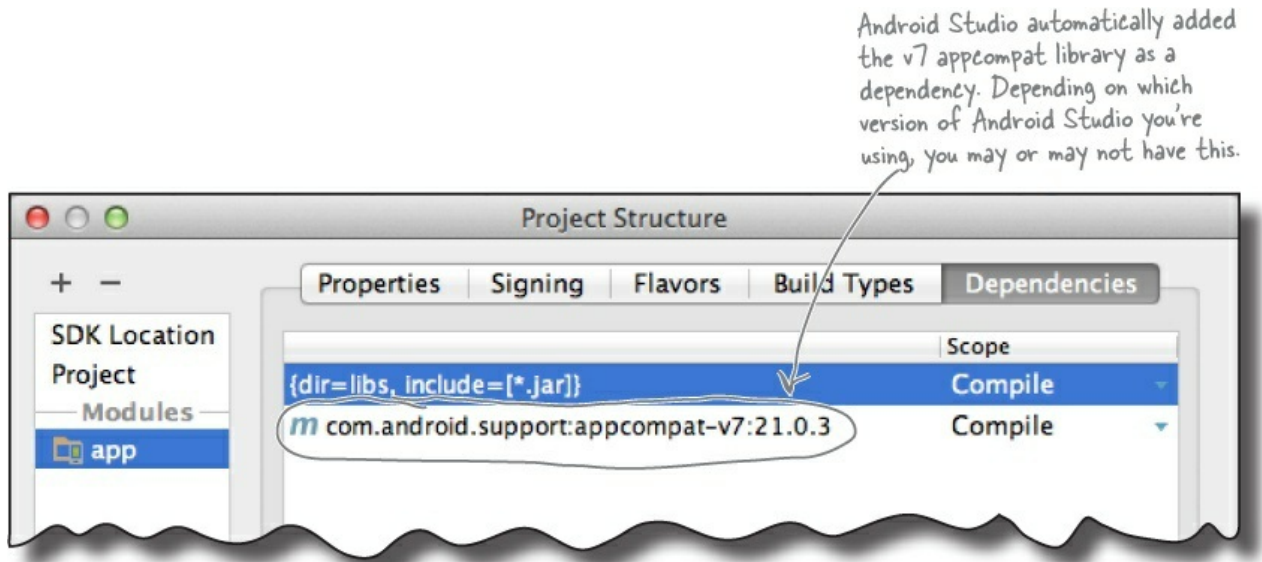 Android Studio automatically added
the v7 appcompat library as a
dependency. Depending on which
version of Android Studio you're
using, you may or may not have this.
Project Structure
+ −
Properties Signing Flavors Build Types Dependencies
SDK Location
Project
Modules
app
Scope
{dir=libs, include=[*.jar]} Compile
m com.android.support:appcompat-v7:21.0.3 Compile